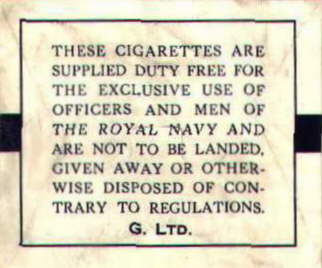 THESE CIGARETTES ARE
SUPPLIED DUTY FREE FOR
THE EXCLUSIVE USE OF
OFFICERS AND MEN OF
THE ROYAL NAVY AND
ARE NOT TO BE LANDED,
GIVEN AWAY OR OTHER-
WISE DISPOSED OF CON-
TRARY TO REGULATIONS.
G. LTD.